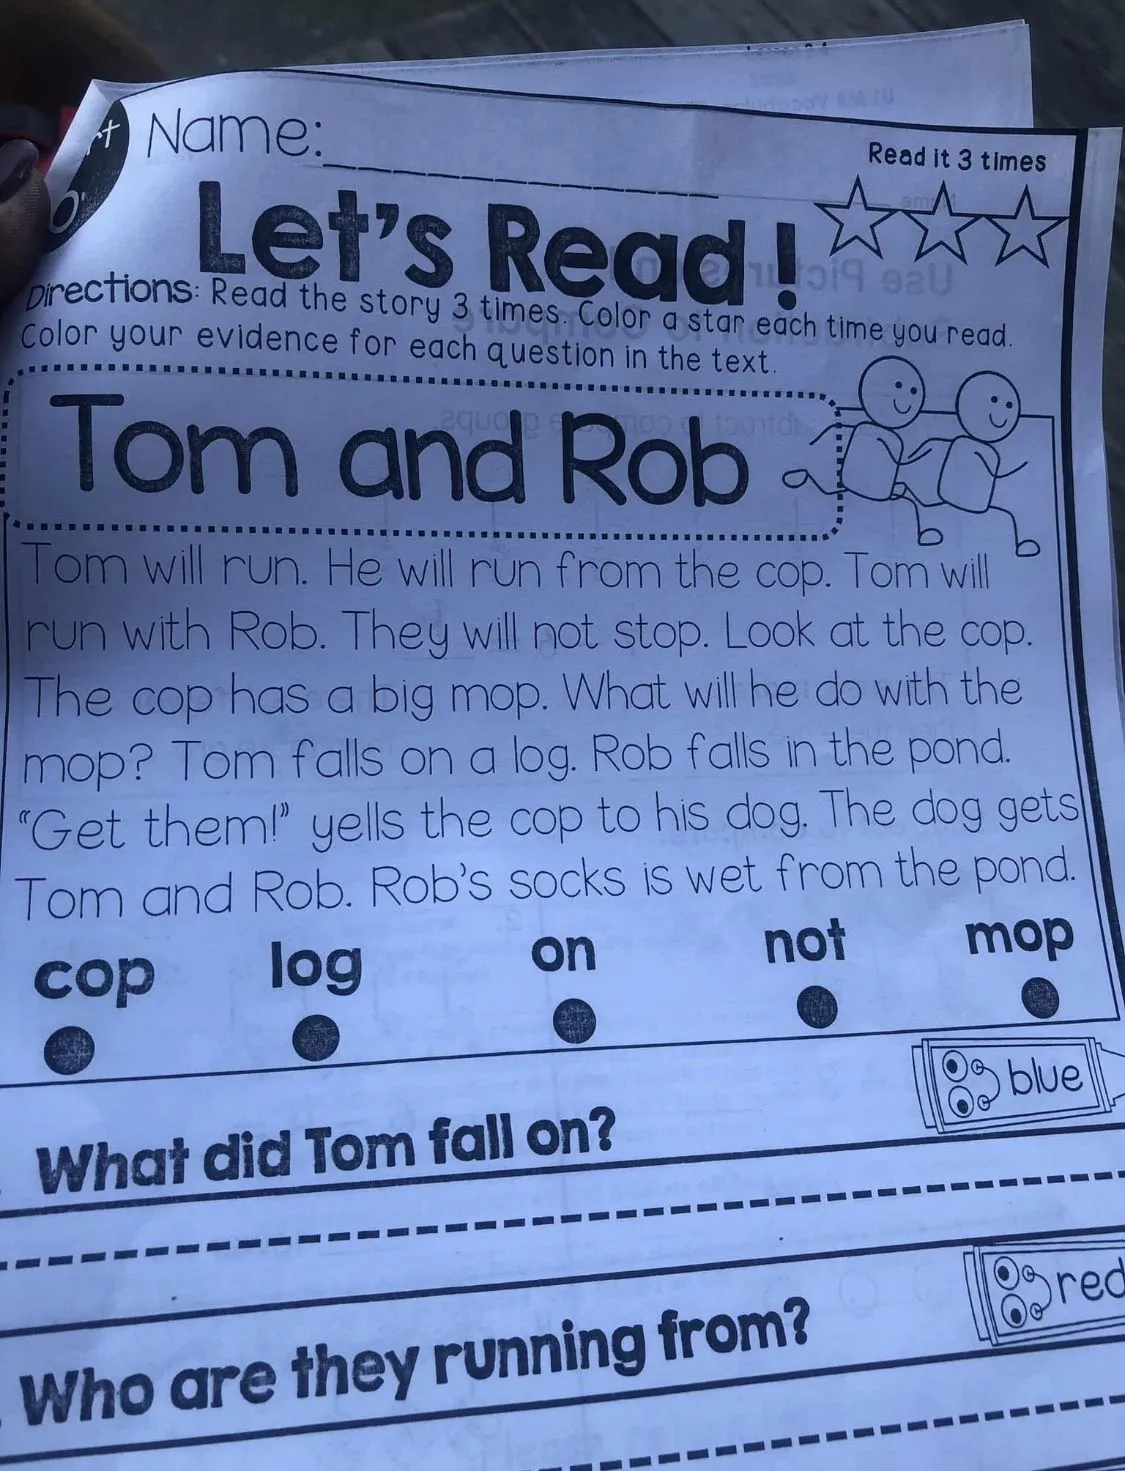 Name:
Read it 3 times
Let's Read!
Directions: Read the story 3 times. Color a star each time you read.
Color your evidence for each question in the text.
Tom and Rob
Tom will run. He will run from the cop. Tom will
run with Rob. They will not stop. Look at the cop.
The cop has a big mop. What will he do with the
mop? Tom falls on a log. Rob falls in the pond.
“Get them!” yells the cop to his dog. The dog gets
Tom and Rob. Rob's socks is wet from the pond.
cop log on not mop
blue
What did Tom fall on?
red
Who are they running from?